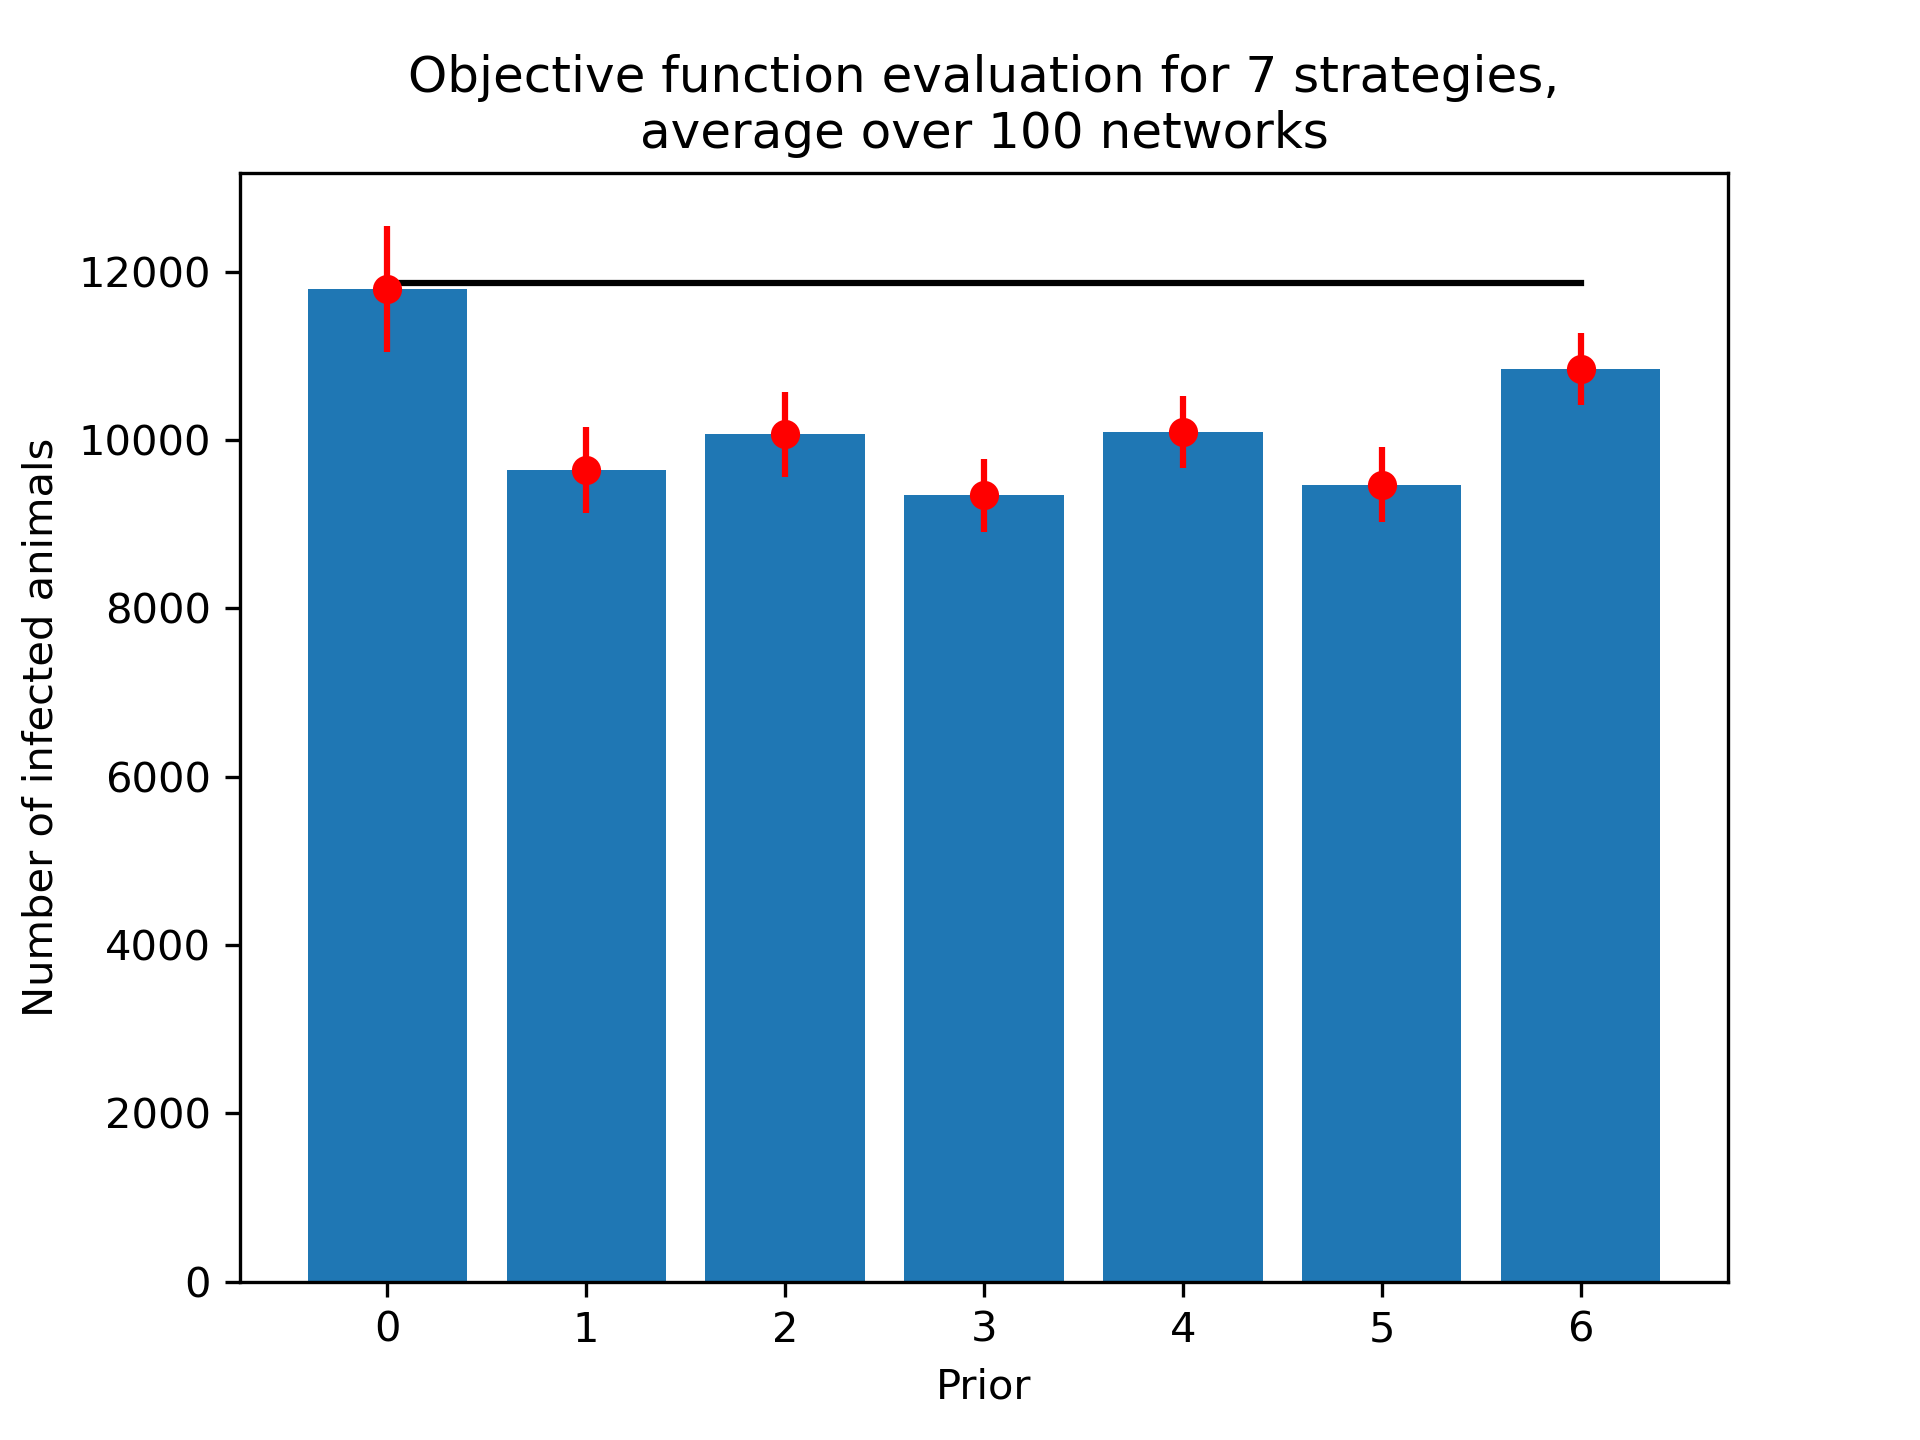 Objective function evaluation for 7 strategies,
average over 100 networks
Number of infected animals
12000
10000
8000
6000
4000
2000
0
0 1 2 3 4 5 6
Prior